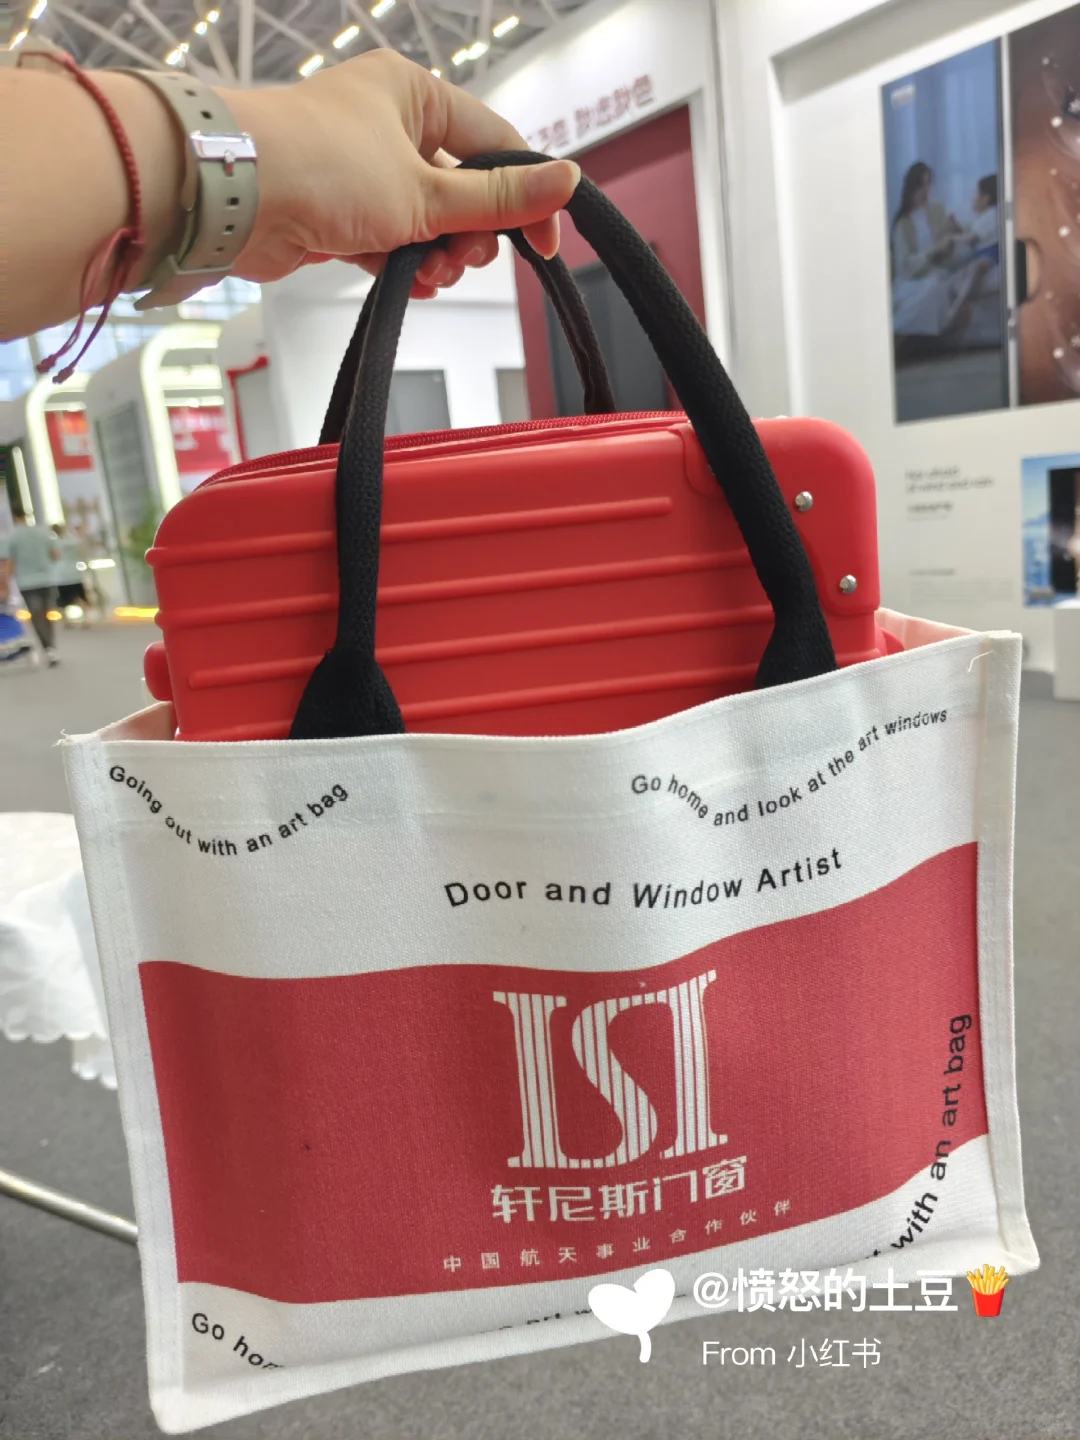 Going out with an art bag
Go home and look at the art windows
Door and Window Artist
轩尼斯门窗
中国航天事业合作伙伴
with an art bag
Go hom
@愤怒的土豆🍟
From 小红书